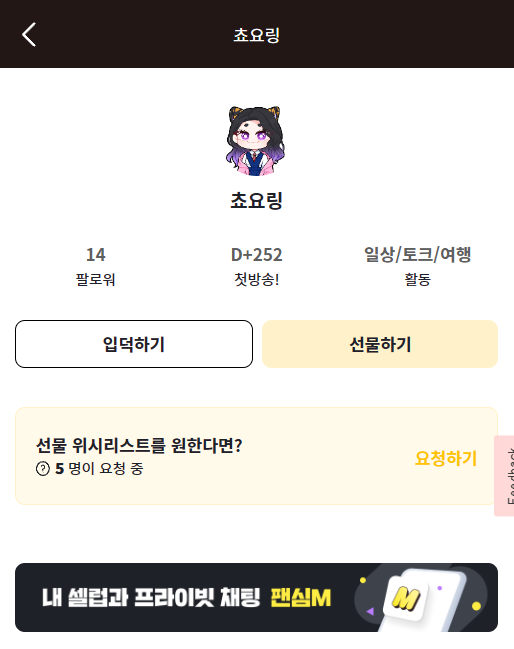 쵸요링
쵸요링
14
팔로워
D+252
첫방송!
일상/토크/여행
활동
입덕하기
선물하기
선물 위시리스트를 원한다면?
5 명이 요청 중
요청하기
Feedback
내 셀럽과 프라이빗 채팅 팬심M
M